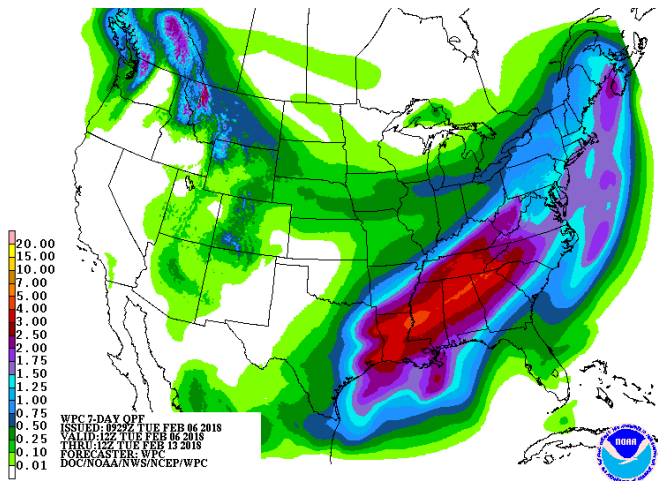 20.00
15.00
10.00
7.00
5.00
4.00
3.00
2.50
2.00
1.75
1.50
1.25
1.00
0.75
0.50
0.25
0.10
0.01
WPC 7-DAY QPF
ISSUED: 0929Z TUE FEB 06 2018
VALID:12Z TUE FEB 06 2018
THRU:12Z TUE FEB 13 2018
FORECASTER: WPC
DOC/NOAA/NWS/NCEP/WPC
NOAA